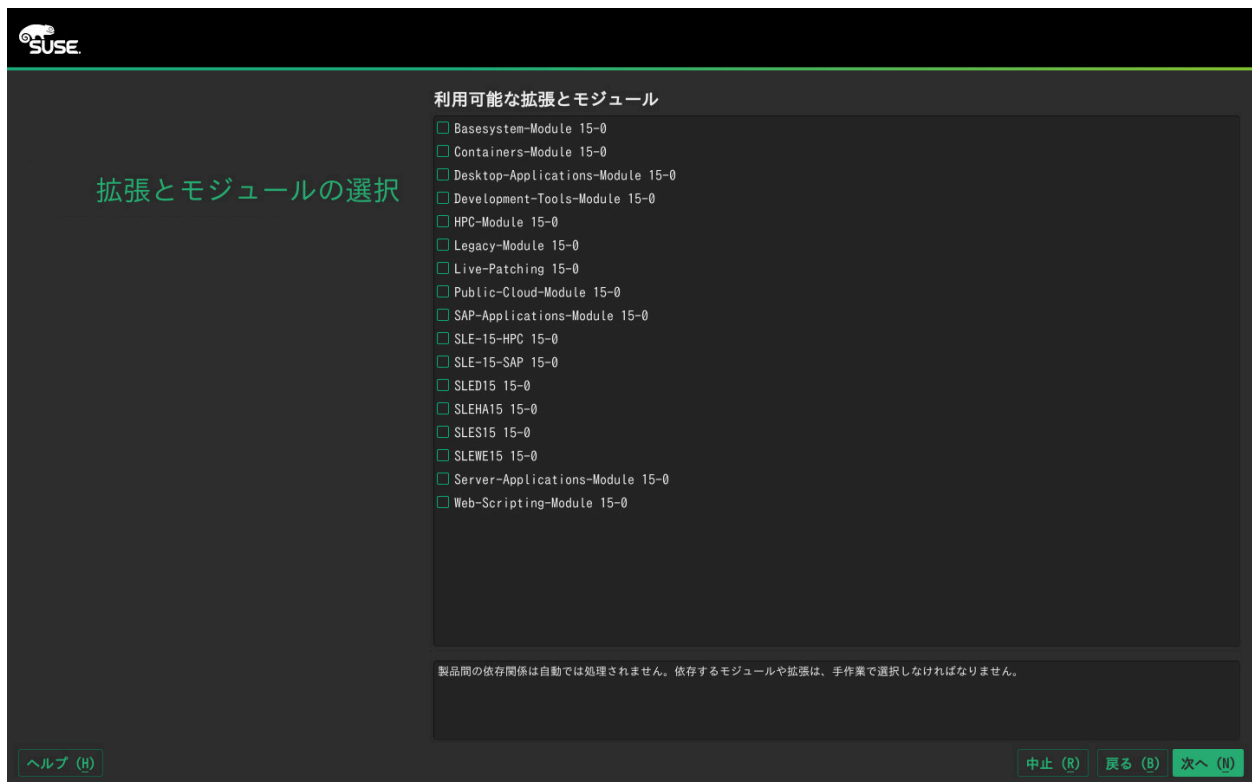 SUSE.
利用可能な拡張とモジュール
拡張とモジュールの選択
Basesystem-Module 15-0
Containers-Module 15-0
Desktop-Applications-Module 15-0
Development-Tools-Module 15-0
HPC-Module 15-0
Legacy-Module 15-0
Live-Patching 15-0
Public-Cloud-Module 15-0
SAP-Applications-Module 15-0
SLE-15-HPC 15-0
SLE-15-SAP 15-0
SLED15 15-0
SLEHA15 15-0
SLES15 15-0
SLEWE15 15-0
Server-Applications-Module 15-0
Web-Scripting-Module 15-0
製品間の依存関係は自動では処理されません。依存するモジュールや拡張は、手作業で選択しなければなりません。
ヘルプ (H) 中止 (R) 戻る (B) 次へ (N)